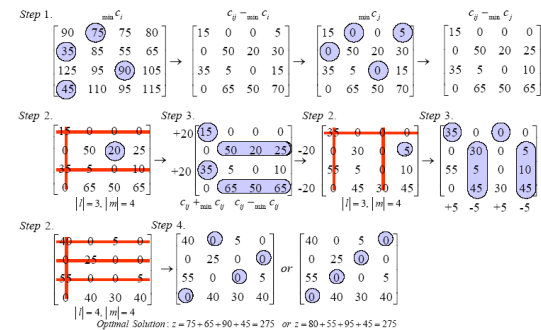 Step 1. min c_i c_ij − min c_i min c_j c_ij − min c_j
90 75 75 80 → 15 0 0 5 → 15 0 0 5 → 15 0 0 0
35 85 55 65 0 50 20 30 0 50 20 30 0 50 20 25
125 95 90 105 35 5 0 15 35 5 0 15 35 5 0 10
45 110 95 115 0 65 50 70 0 65 50 70 0 65 50 70
Step 2. Step 3. Step 2. Step 3.
15 0 0 0 → +20 15 0 0 0 → 35 0 0 0 → 35 0 0 0
0 50 20 25 0 50 20 25 -20 0 30 0 5 0 30 0 5
35 5 0 10 +20 35 5 0 10 55 5 0 10 55 5 0 10
0 65 50 65 0 65 50 65 -20 0 45 30 45 0 45 30 45
|l|=3, |m|=4 c_ij + min c_ij c_ij − min c_ij |l|=3, |m|=4 +5 -5 +5 -5
Step 2. Step 4.
40 0 5 0 → 40 0 5 0 or 40 0 5 0
0 25 0 0 0 25 0 0 0 25 0 0
55 0 0 5 55 0 0 5 55 0 0 5
0 40 30 40 0 40 30 40 0 40 30 40
|l|=4, |m|=4
Optimal Solution: z = 75+65+90+45 = 275 or z = 80+55+95+45 = 275